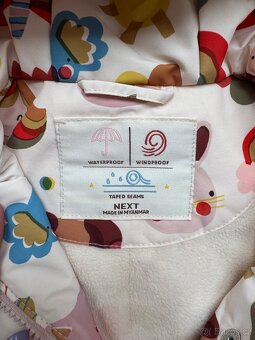 WATERPROOF WINDPROOF
TAPED SEAMS
NEXT
MADE IN MYANMAR